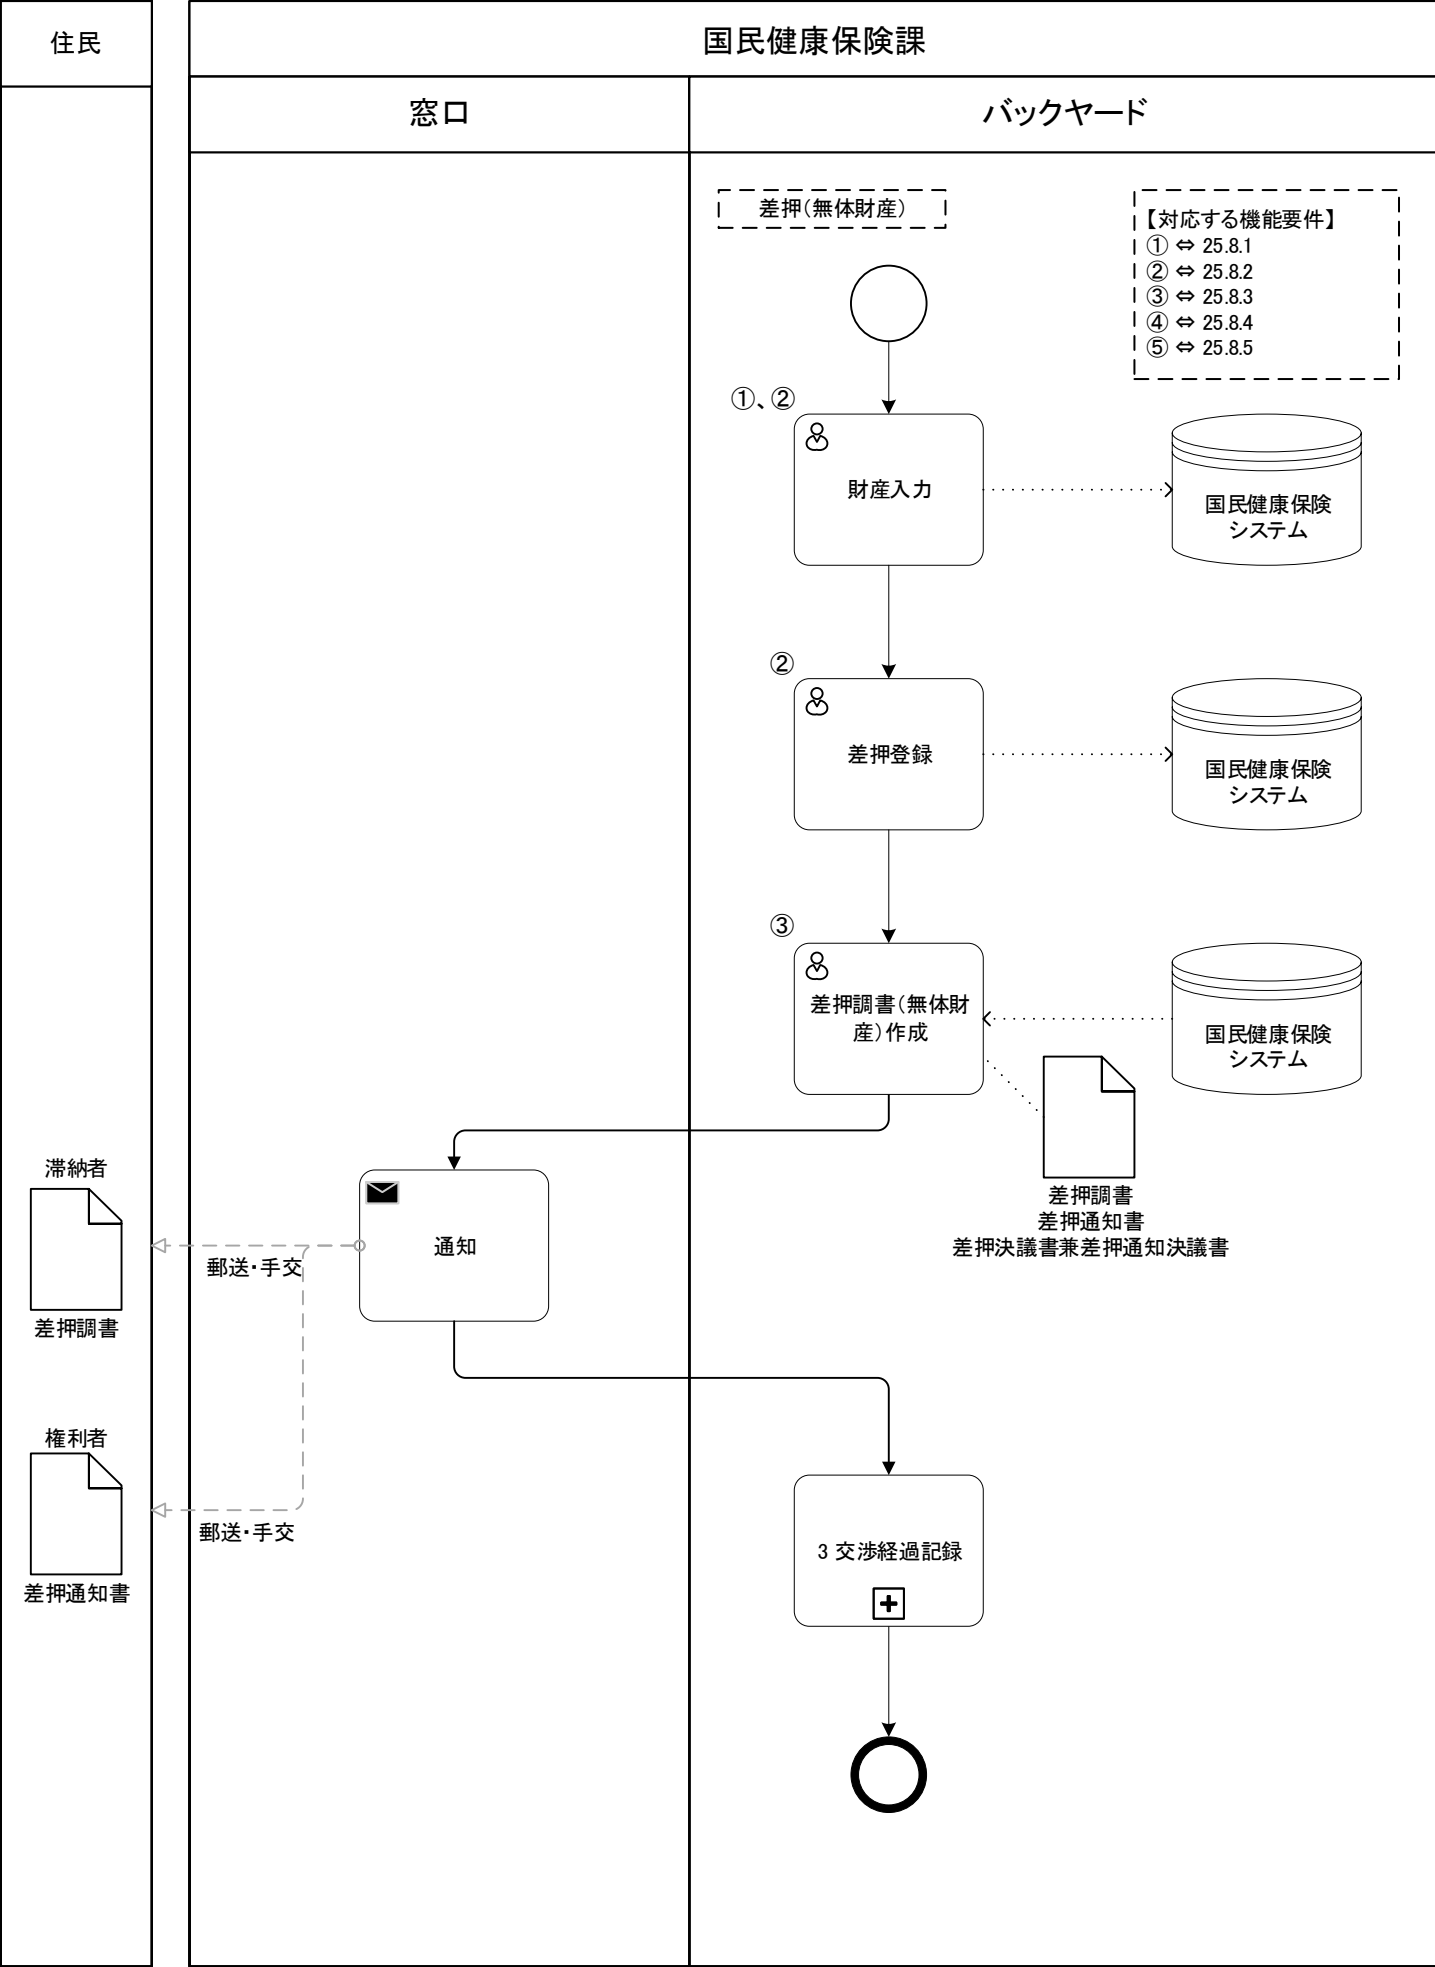 住民
国民健康保険課
窓口
バックヤード
差押（無体財産）
【対応する機能要件】
① ⇔ 25.8.1
② ⇔ 25.8.2
③ ⇔ 25.8.3
④ ⇔ 25.8.4
⑤ ⇔ 25.8.5
①、②
財産入力
国民健康保険
システム
②
差押登録
国民健康保険
システム
③
差押調書（無体財
産）作成
国民健康保険
システム
差押調書
差押通知書
差押決議書兼差押通知決議書
滞納者
差押調書
郵送・手交
通知
権利者
差押通知書
郵送・手交
3 交渉経過記録